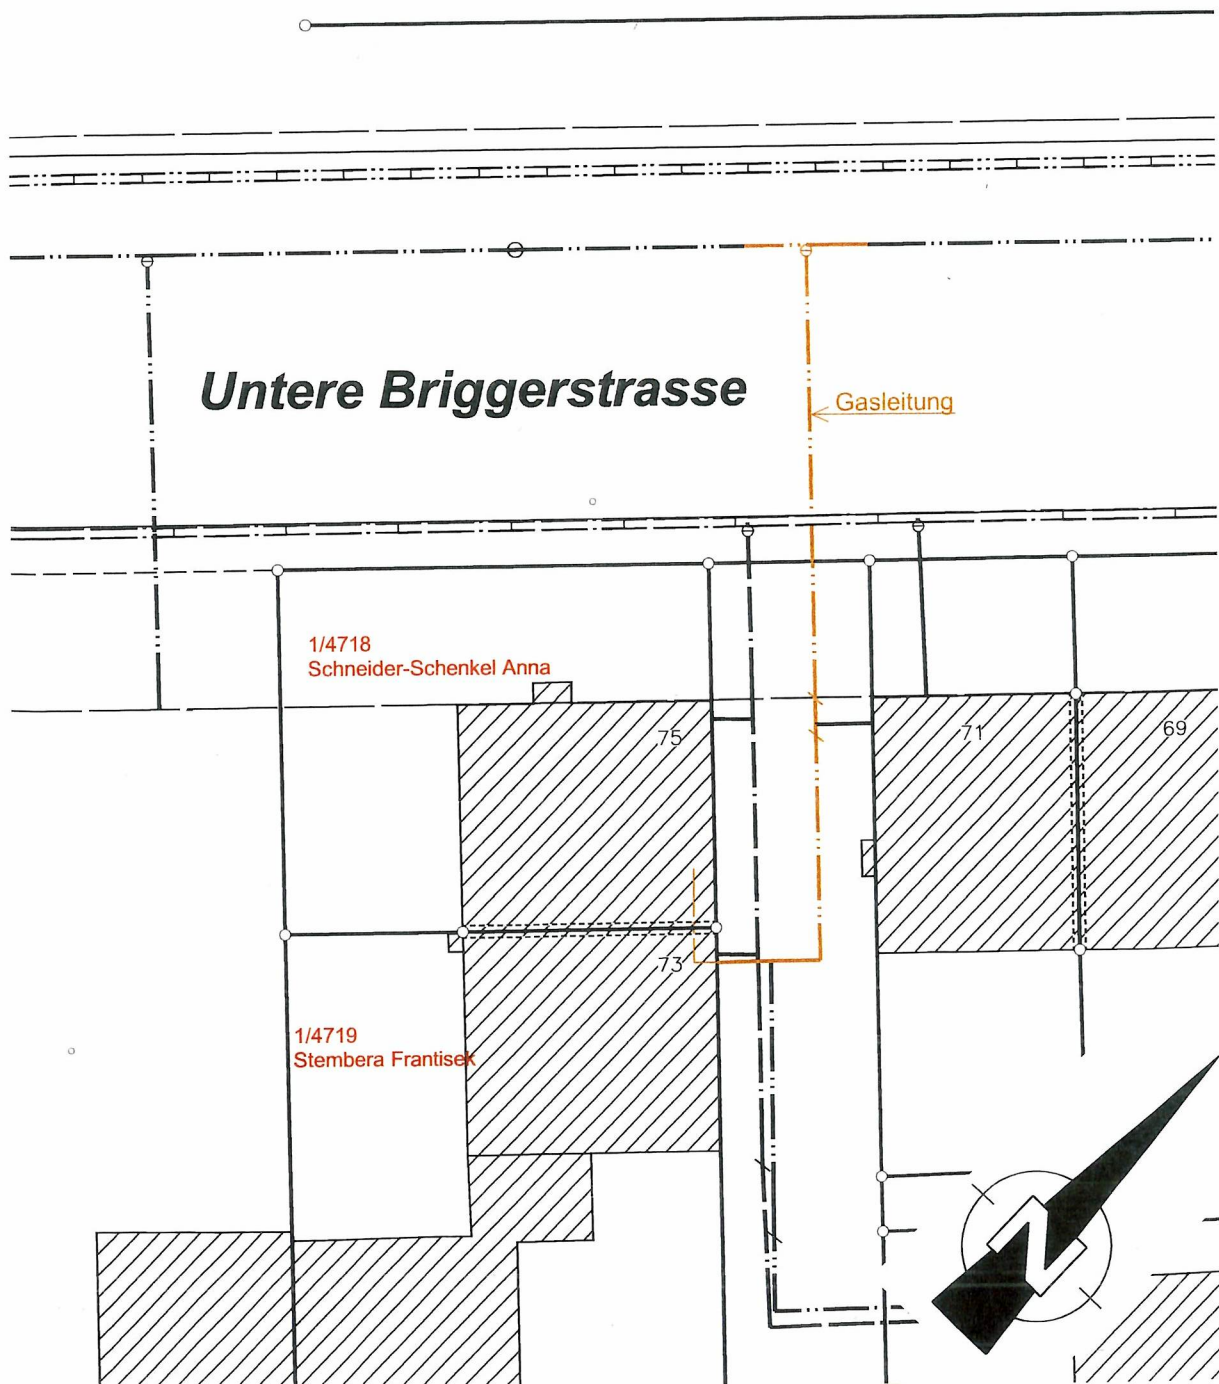 Untere Briggerstrasse
Gasleitung
1/4718
Schneider-Schenkel Anna
75
71
69
73
1/4719
Stembera Frantisek
N